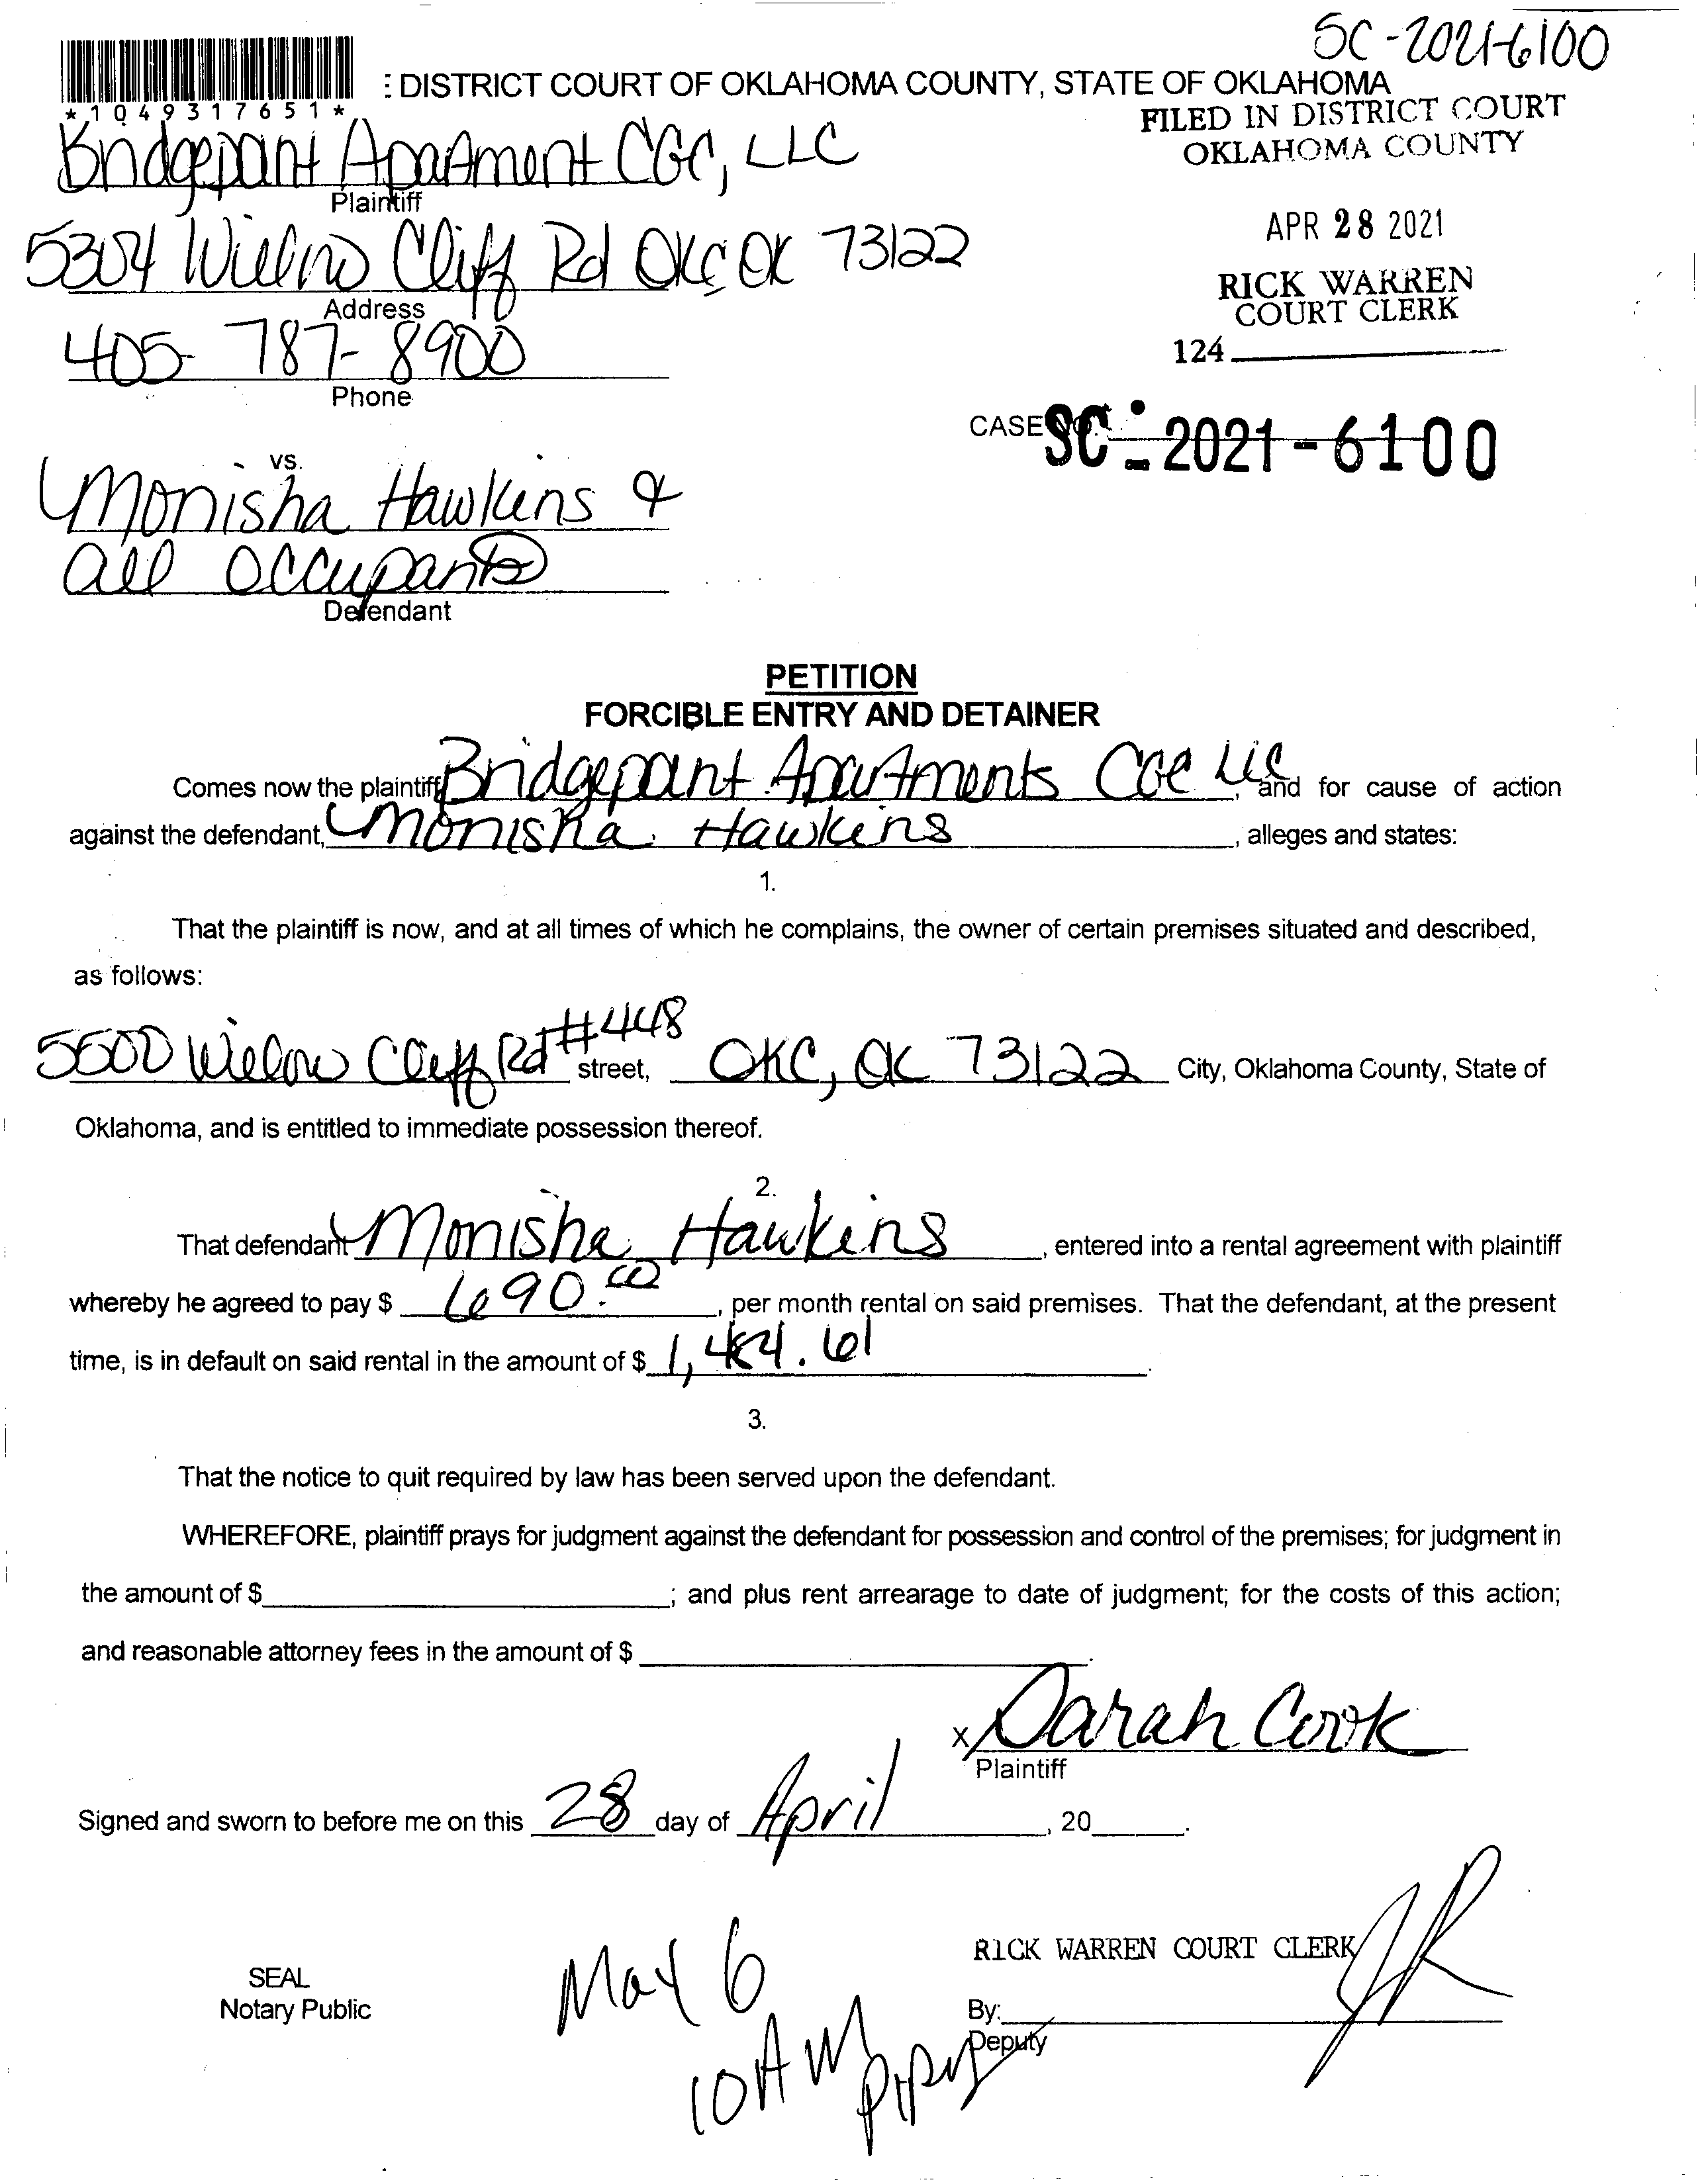 SC-2021-6100
: DISTRICT COURT OF OKLAHOMA COUNTY, STATE OF OKLAHOMA
*1049317651*
FILED IN DISTRICT COURT
OKLAHOMA COUNTY
Bridgepoint Apartment CGC, LLC
Plaintiff
APR 28 2021
5304 Willow Cliff Rd OKC OK 73122
Address
RICK WARREN
COURT CLERK
405-787-8900
124
Phone
CASE NO. SC-2021-6100
vs.
Monisha Hawkins &
all occupants
Defendant
PETITION
FORCIBLE ENTRY AND DETAINER
Comes now the plaintiff Bridgepoint Apartments CGC LLC, and for cause of action
against the defendant, Monisha Hawkins, alleges and states:
1.
That the plaintiff is now, and at all times of which he complains, the owner of certain premises situated and described,
as follows:
5600 Willow Cliff Rd #448 street, OKC, OK 73122 City, Oklahoma County, State of
Oklahoma, and is entitled to immediate possession thereof.
2.
That defendant Monisha Hawkins, entered into a rental agreement with plaintiff
whereby he agreed to pay $ 690.00, per month rental on said premises. That the defendant, at the present
time, is in default on said rental in the amount of $ 1,484.61.
3.
That the notice to quit required by law has been served upon the defendant.
WHEREFORE, plaintiff prays for judgment against the defendant for possession and control of the premises; for judgment in
the amount of $ ; and plus rent arrearage to date of judgment; for the costs of this action;
and reasonable attorney fees in the amount of $ .
x Sarah Cook
Plaintiff
Signed and sworn to before me on this 28 day of April, 20 .
RICK WARREN COURT CLERK
SEAL
Notary Public
May 6
By: JR
Deputy
10AM